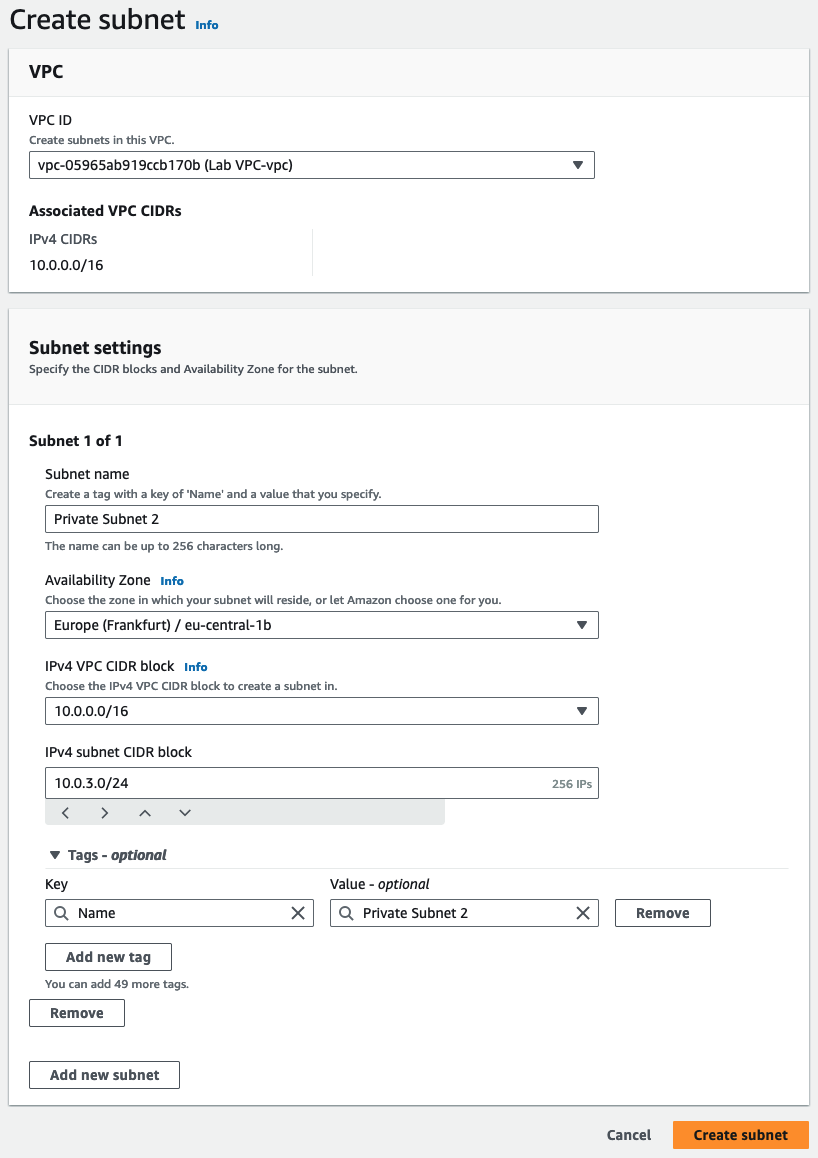 Create subnet Info
VPC
VPC ID
Create subnets in this VPC.
vpc-05965ab919ccb170b (Lab VPC-vpc)
Associated VPC CIDRs
IPv4 CIDRs
10.0.0.0/16
Subnet settings
Specify the CIDR blocks and Availability Zone for the subnet.
Subnet 1 of 1
Subnet name
Create a tag with a key of 'Name' and a value that you specify.
Private Subnet 2
The name can be up to 256 characters long.
Availability Zone Info
Choose the zone in which your subnet will reside, or let Amazon choose one for you.
Europe (Frankfurt) / eu-central-1b
IPv4 VPC CIDR block Info
Choose the IPv4 VPC CIDR block to create a subnet in.
10.0.0.0/16
IPv4 subnet CIDR block
10.0.3.0/24 256 IPs
Tags - optional
Key Value - optional
Name Private Subnet 2 Remove
Add new tag
You can add 49 more tags.
Remove
Add new subnet
Cancel Create subnet